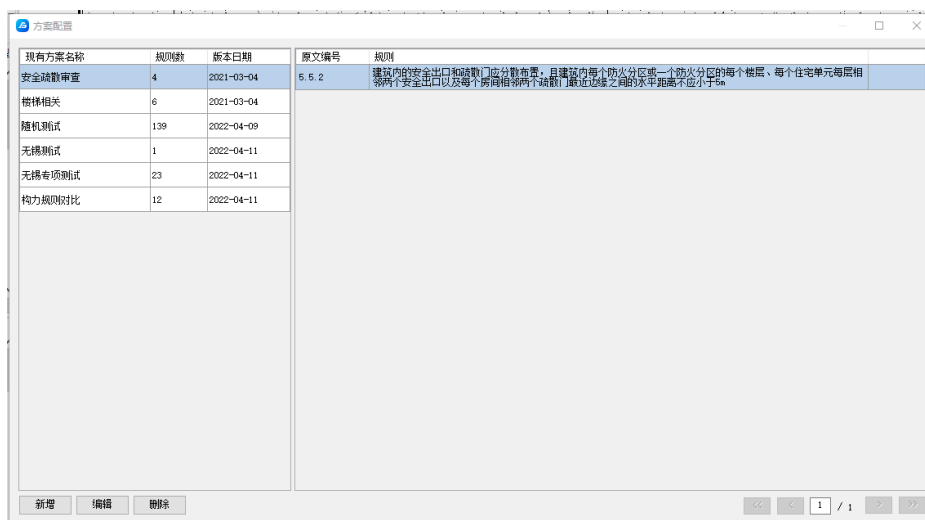 方案配置
现有方案名称 规则数 版本日期
安全疏散审查 4 2021-03-04
楼梯相关 6 2021-03-04
随机测试 139 2022-04-09
无锡测试 1 2022-04-11
无锡专项测试 23 2022-04-11
构力规则对比 12 2022-04-11
原文编号 规则
5.5.2 建筑内的安全出口和疏散门应分散布置，且建筑内每个防火分区或一个防火分区的每个楼层、每个住宅单元每层相
邻两个安全出口以及每个房间相邻两个疏散门最近边缘之间的水平距离不应小于5m
新增 编辑 删除
<< < 1 / 1 > >>